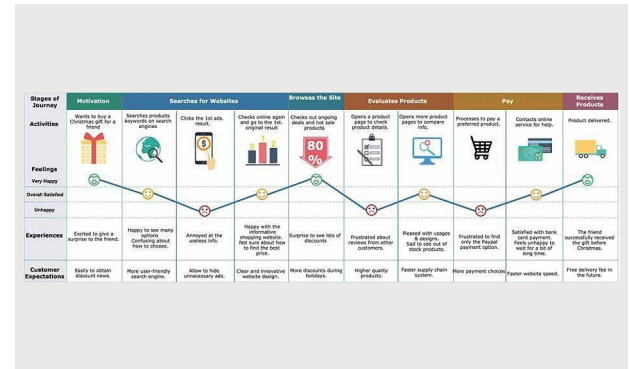 Stages of
Journey
Motivation
Searches for Websites
Browses the Site
Evaluates Products
Pay
Receives
Products
Activities
Wants to buy a
Christmas gift for a
friend
Searches products
keywords on search
engines
Clicks the 1st ads.
result.
Checks online again
and go to the 1st.
original result
Checks out ongoing
deals and hot sale
products
Opens a product
page to check
product details.
Opens more product
pages to compare
info.
Processes to pay a
preferred product.
Contacts online
service for help.
Product delivered.
$
80
%
Feelings
Very Happy
Overall Satisfied
Unhappy
Experiences
Excited to give a
surprise to the friend.
Happy to see many
options
Confusing about
how to choose.
Annoyed at the
useless info.
Happy with the
informative
shopping website.
Not sure about how
to find the best
price.
Surprise to see lots of
discounts
Frustrated about
reviews from other
customers.
Pleased with usages
& designs.
Sad to see out of
stock products.
Frustrated to find
only the Paypal
payment option.
Satisfied with bank
card payment.
Feels unhappy to
wait for a bit of
long time.
The friend
successfully received
the gift before
Christmas.
Customer
Expectations
Easily to obtain
discount news.
More user-friendly
search engine.
Allow to hide
unnecessary ads.
Clear and innovative
website design.
More discounts during
holidays.
Higher quality
products.
Faster supply chain
system.
More payment choices
Faster website speed.
Free delivery fee in
the future.